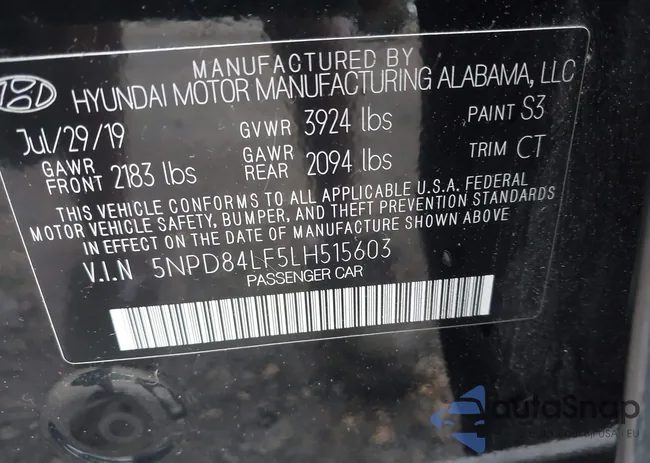 MANUFACTURED BY
HYUNDAI MOTOR MANUFACTURING ALABAMA, LLC
Jul/29/19 GVWR 3924 lbs PAINT S3
GAWR FRONT 2183 lbs GAWR REAR 2094 lbs TRIM CT
THIS VEHICLE CONFORMS TO ALL APPLICABLE U.S.A. FEDERAL
MOTOR VEHICLE SAFETY, BUMPER, AND THEFT PREVENTION STANDARDS
IN EFFECT ON THE DATE OF MANUFACTURE SHOWN ABOVE
V.I.N 5NPD84LF5LH515603
PASSENGER CAR
autoSnap